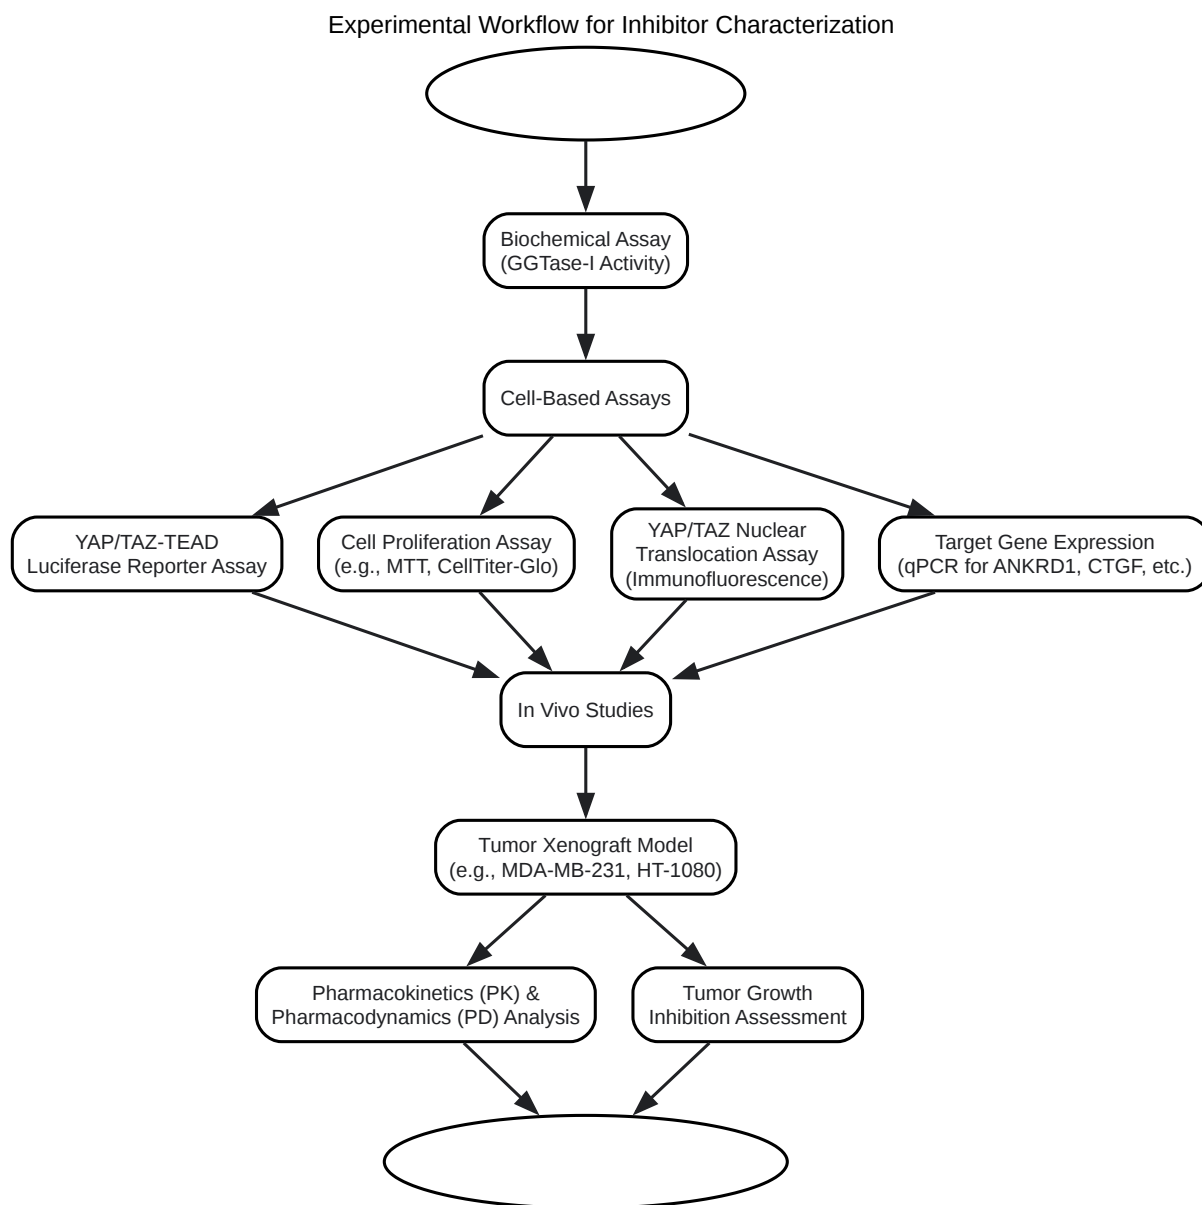 Experimental Workflow for Inhibitor Characterization
Biochemical Assay
(GGTase-I Activity)
Cell-Based Assays
YAP/TAZ-TEAD
Luciferase Reporter Assay
Cell Proliferation Assay
(e.g., MTT, CellTiter-Glo)
YAP/TAZ Nuclear
Translocation Assay
(Immunofluorescence)
Target Gene Expression
(qPCR for ANKRD1, CTGF, etc.)
In Vivo Studies
Tumor Xenograft Model
(e.g., MDA-MB-231, HT-1080)
Pharmacokinetics (PK) &
Pharmacodynamics (PD) Analysis
Tumor Growth
Inhibition Assessment